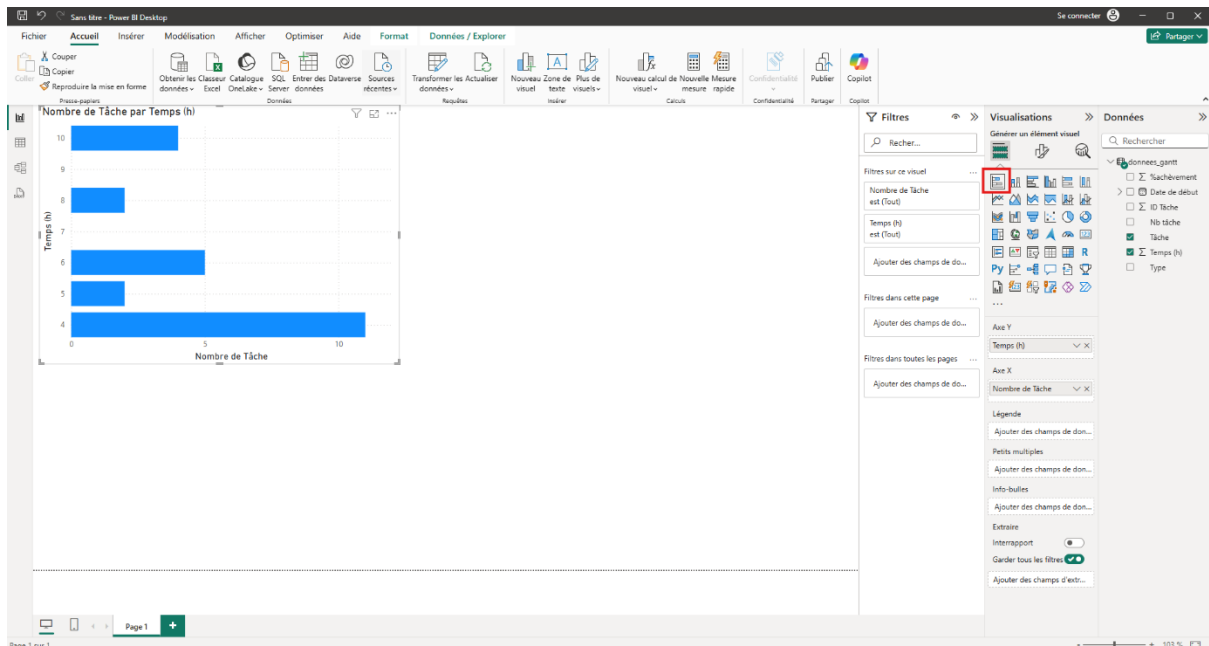 Sans titre - Power BI Desktop
Se connecter
Fichier Accueil Insérer Modélisation Afficher Optimiser Aide Format Données / Explorer
Partager
Coller
Couper
Copier
Reproduire la mise en forme
Presse-papiers
Obtenir les données
Classeur Excel
Catalogue OneLake
SQL Server
Entrer des données
Dataverse
Sources récentes
Données
Transformer les données
Actualiser
Requêtes
Nouveau visuel
Zone de texte
Plus de visuels
Insérer
Nouveau calcul de visuel
Nouvelle mesure
Mesure rapide
Calculs
Confidentialité
Confidentialité
Publier
Partager
Copilot
Copilot
Nombre de Tâche par Temps (h)
Temps (h)
10
9
8
7
6
5
4
0 5 10
Nombre de Tâche
Filtres
Recher...
Filtres sur ce visuel ...
Nombre de Tâche
est (Tout)
Temps (h)
est (Tout)
Ajouter des champs de do...
Filtres dans cette page ...
Ajouter des champs de do...
Filtres dans toutes les pages ...
Ajouter des champs de do...
Visualisations
Générer un élément visuel
123
R
Py
...
Axe Y
Temps (h)
Axe X
Nombre de Tâche
Légende
Ajouter des champs de don...
Petits multiples
Ajouter des champs de don...
Info-bulles
Ajouter des champs de don...
Extraire
Interrapport
Garder tous les filtres
Ajouter des champs d'extr...
Données
Rechercher
donnees_gantt
%achèvement
Date de début
ID Tâche
Nb tâche
Tâche
Temps (h)
Type
Page 1
Page 1 sur 1
103 %